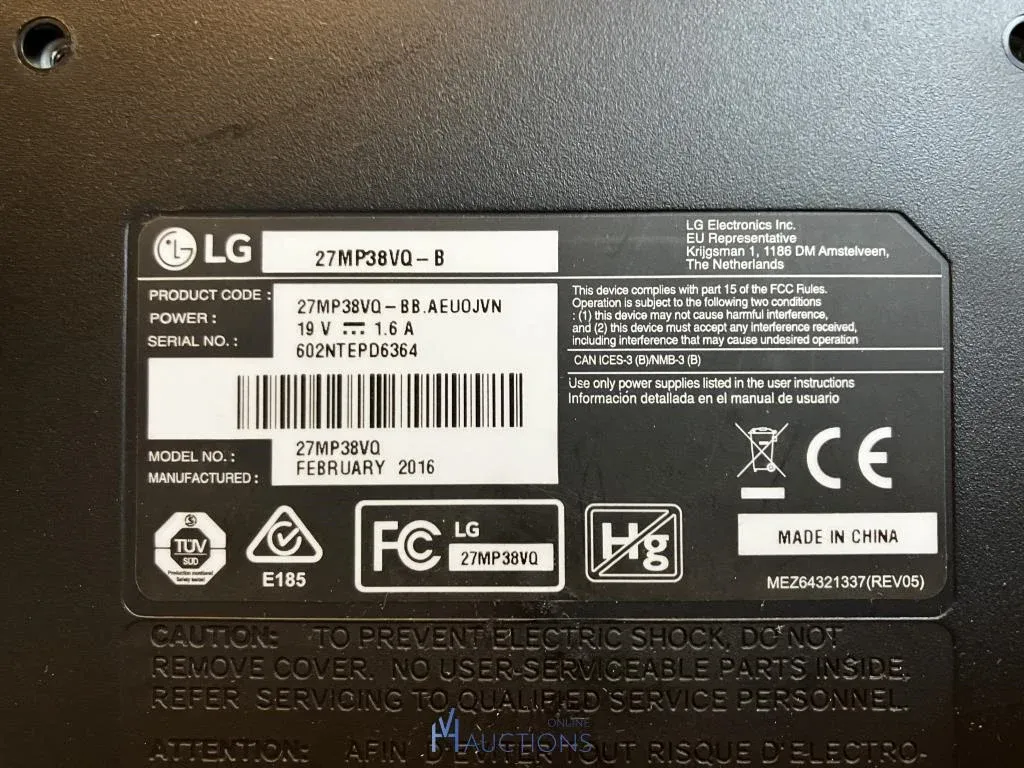 LG 27MP38VQ-B
LG Electronics Inc.
EU Representative
Krijgsman 1, 1186 DM Amstelveen,
The Netherlands
PRODUCT CODE : 27MP38VQ-BB.AEUOJVN
POWER : 19 V 1.6 A
SERIAL NO. : 602NTEPD6364
MODEL NO. : 27MP38VQ
MANUFACTURED : FEBRUARY 2016
This device complies with part 15 of the FCC Rules.
Operation is subject to the following two conditions
: (1) this device may not cause harmful interference,
and (2) this device must accept any interference received,
including interference that may cause undesired operation
CAN ICES-3 (B)/NMB-3 (B)
Use only power supplies listed in the user instructions
Información detallada en el manual de usuario
CE
TÜV
SÜD
Production monitored
Safety tested
E185
FC LG
27MP38VQ
Hg
MADE IN CHINA
MEZ64321337(REV05)
CAUTION: TO PREVENT ELECTRIC SHOCK, DO NOT
REMOVE COVER. NO USER-SERVICEABLE PARTS INSIDE.
REFER SERVICING TO QUALIFIED SERVICE PERSONNEL.
ATTENTION: AFIN D'EVITER TOUT RISQUE D'ELECTRO-
ONLINE
AUCTIONS